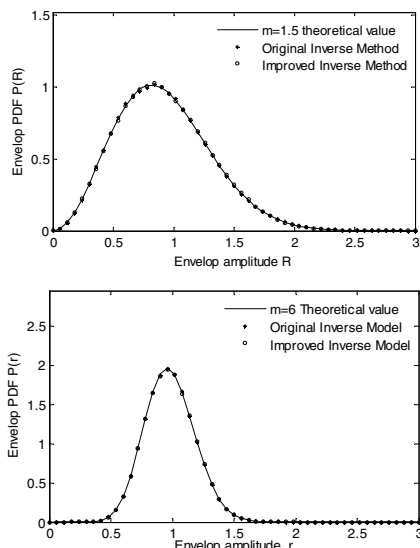 1.5
1
0.5
0
m=1.5 theoretical value
Original Inverse Method
Improved Inverse Method
Envelop PDF P(R)
0 0.5 1 1.5 2 2.5 3
Envelop amplitude R
2.5
2
1.5
1
0.5
0
m=6 Theoretical value
Original Inverse Model
Improved Inverse Model
Envelop PDF P(r)
0 0.5 1 1.5 2 2.5 3
Envelop amplitude r